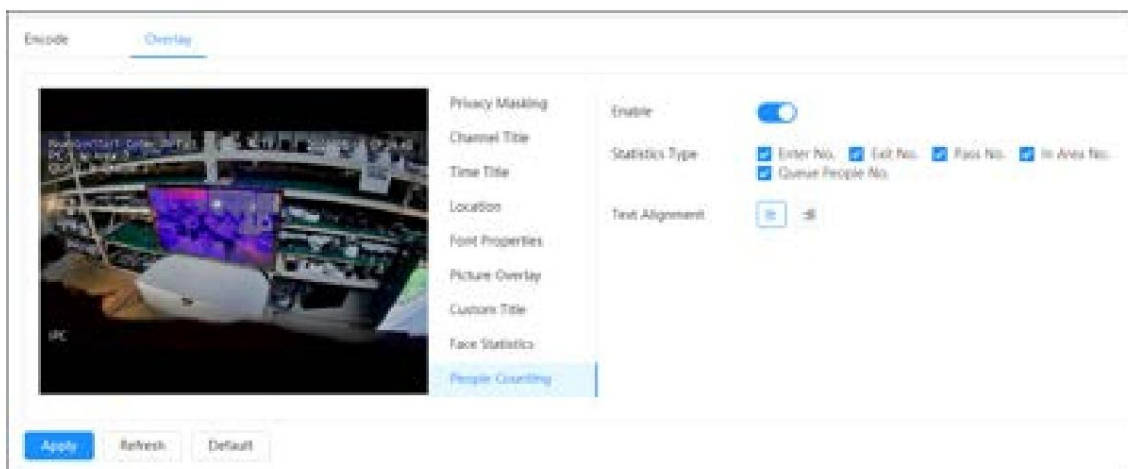 Encode Overlay
Privacy Masking
Channel Title
Time Title
Location
Font Properties
Picture Overlay
Custom Title
Face Statistics
People Counting
Enable
Statistics Type Enter No. Exit No. Pass No. In Area No.
Queue People No.
Text Alignment
IPC
Apply Refresh Default